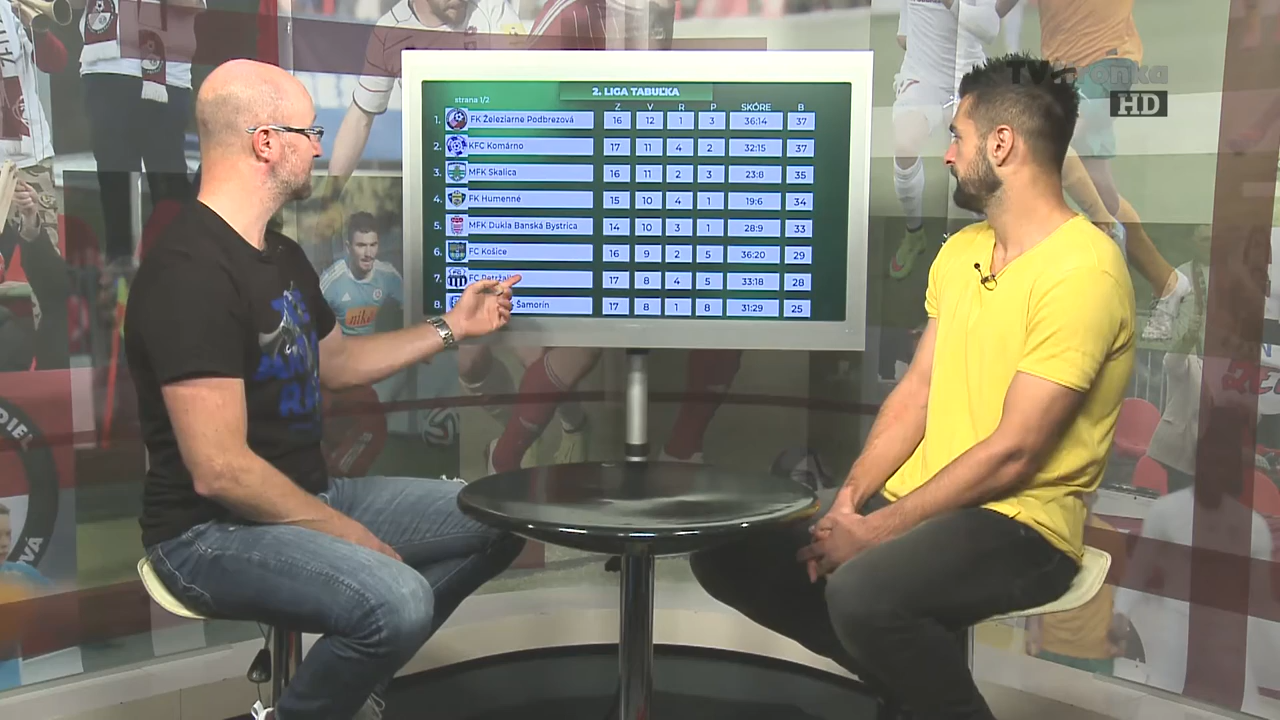 TVHronka
HD
2. LIGA TABUĽKA
strana 1/2
Z V R P SKÓRE B
1. FK Železiarne Podbrezová 16 12 1 3 36:14 37
2. KFC Komárno 17 11 4 2 32:15 37
3. MFK Skalica 16 11 2 3 23:8 35
4. FK Humenné 15 10 4 1 19:6 34
5. MFK Dukla Banská Bystrica 14 10 3 1 28:9 33
6. FC Košice 16 9 2 5 36:20 29
7. FC 17 8 4 5 33:18 28
8. Šamorín 17 8 1 8 31:29 25
nike